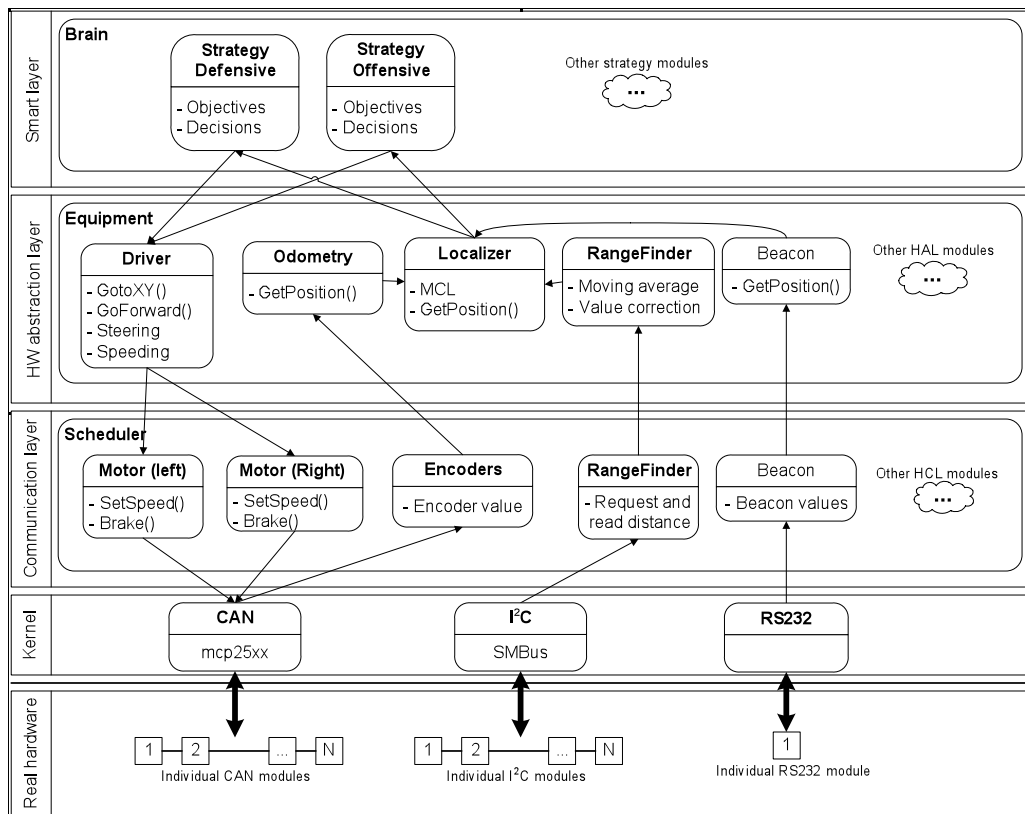 Smart layer
Brain
Strategy
Defensive
- Objectives
- Decisions
Strategy
Offensive
- Objectives
- Decisions
Other strategy modules
...
HW abstraction layer
Equipment
Driver
- GotoXY()
- GoForward()
- Steering
- Speeding
Odometry
- GetPosition()
Localizer
- MCL
- GetPosition()
RangeFinder
- Moving average
- Value correction
Beacon
- GetPosition()
Other HAL modules
...
Communication layer
Scheduler
Motor (left)
- SetSpeed()
- Brake()
Motor (Right)
- SetSpeed()
- Brake()
Encoders
- Encoder value
RangeFinder
- Request and
read distance
Beacon
- Beacon values
Other HCL modules
...
Kernel
CAN
mcp25xx
I²C
SMBus
RS232
Real hardware
1 2 ... N
Individual CAN modules
1 2 ... N
Individual I²C modules
1
Individual RS232 module